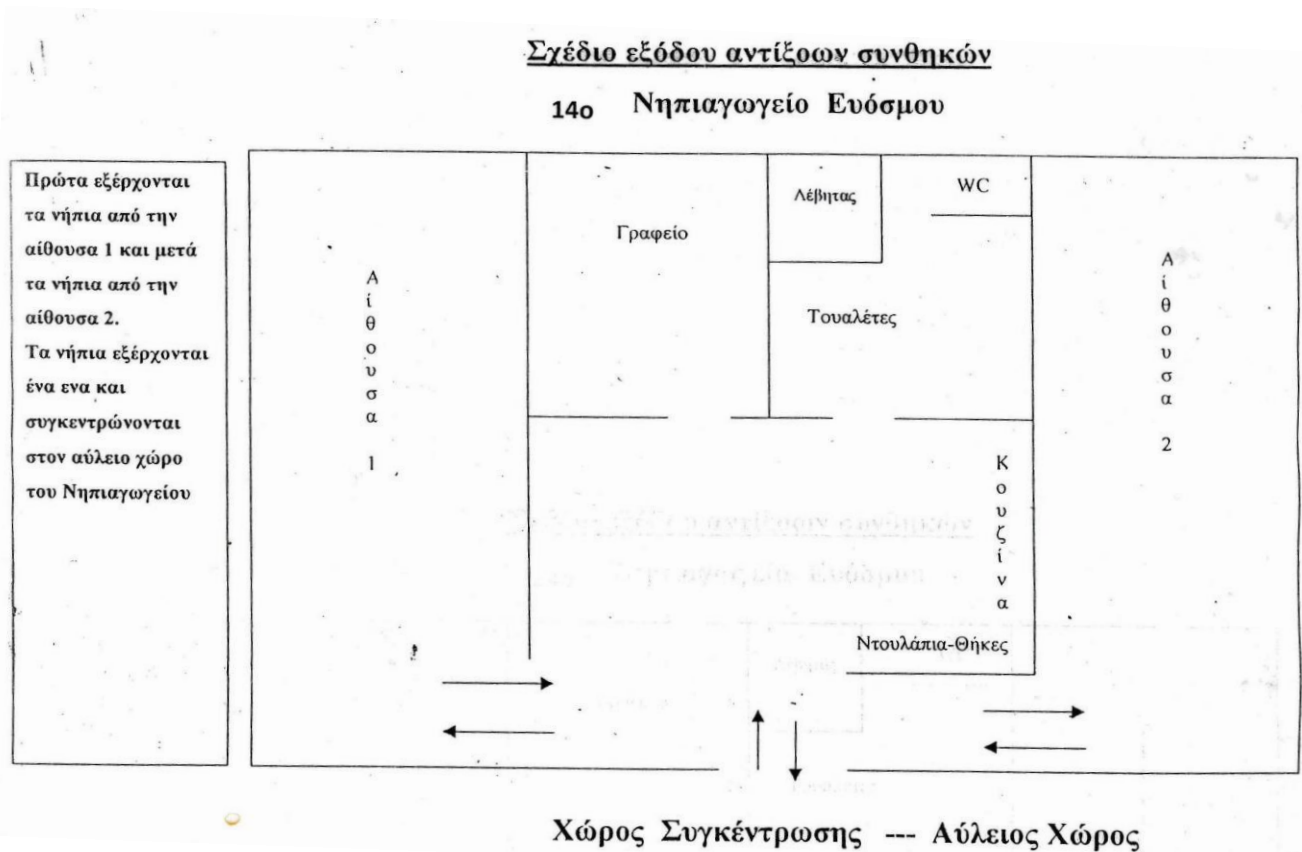 Σχέδιο εξόδου αντίξοων συνθηκών
14ο Νηπιαγωγείο Ευόσμου
Πρώτα εξέρχονται
τα νήπια από την
αίθουσα 1 και μετά
τα νήπια από την
αίθουσα 2.
Τα νήπια εξέρχονται
ένα ενα και
συγκεντρώνονται
στον αύλειο χώρο
του Νηπιαγωγείου
Αίθουσα 1
Γραφείο
Λέβητας
WC
Τουαλέτες
Αίθουσα 2
Κουζίνα
Ντουλάπια-Θήκες
Χώρος Συγκέντρωσης --- Αύλειος Χώρος